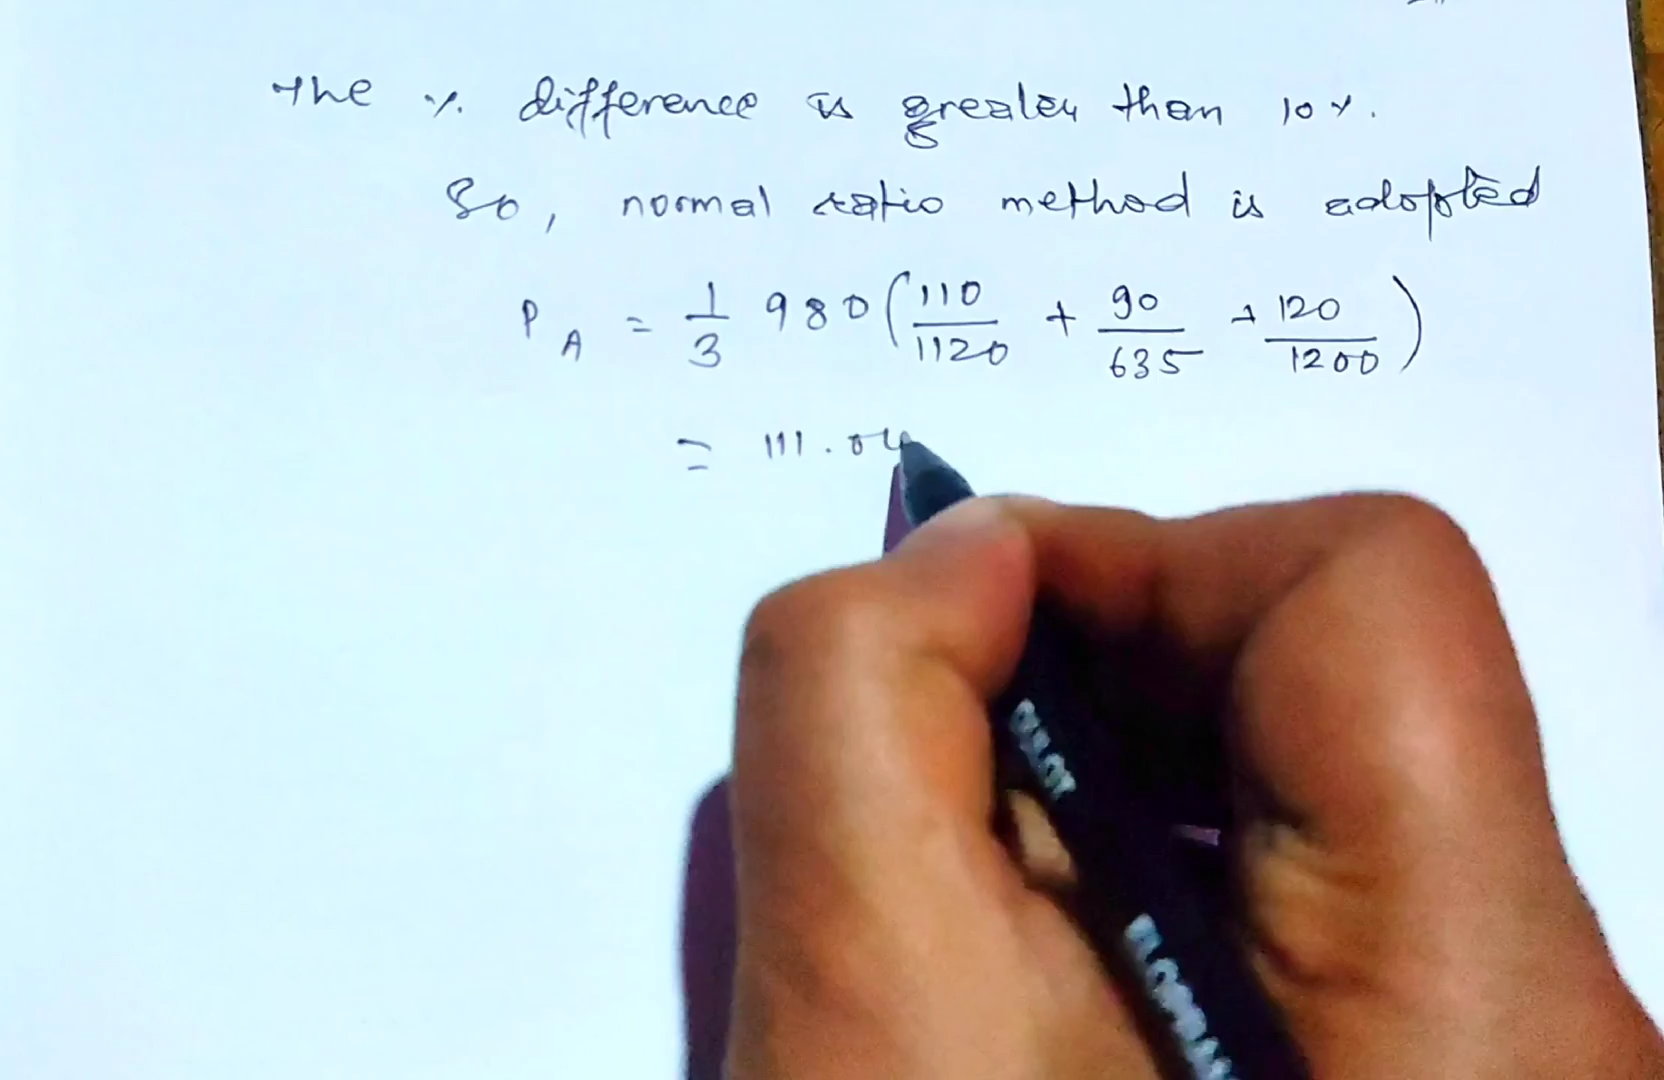 The % difference is greater than 10%.
So, normal ratio method is adopted
P_A = 1/3 980 (110/1120 + 90/635 + 120/1200)
= 111.04